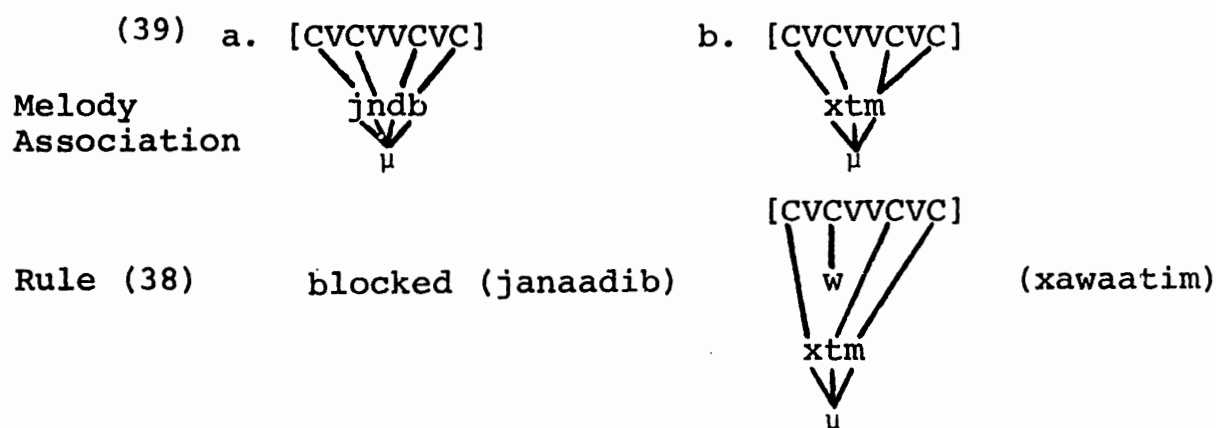 (39) a. [CVCVVCVC] b. [CVCVVCVC]
Melody jndb xtm
Association
µ µ
[CVCVVCVC]
Rule (38) blocked (janaadib) w (xawaatim)
xtm
µ